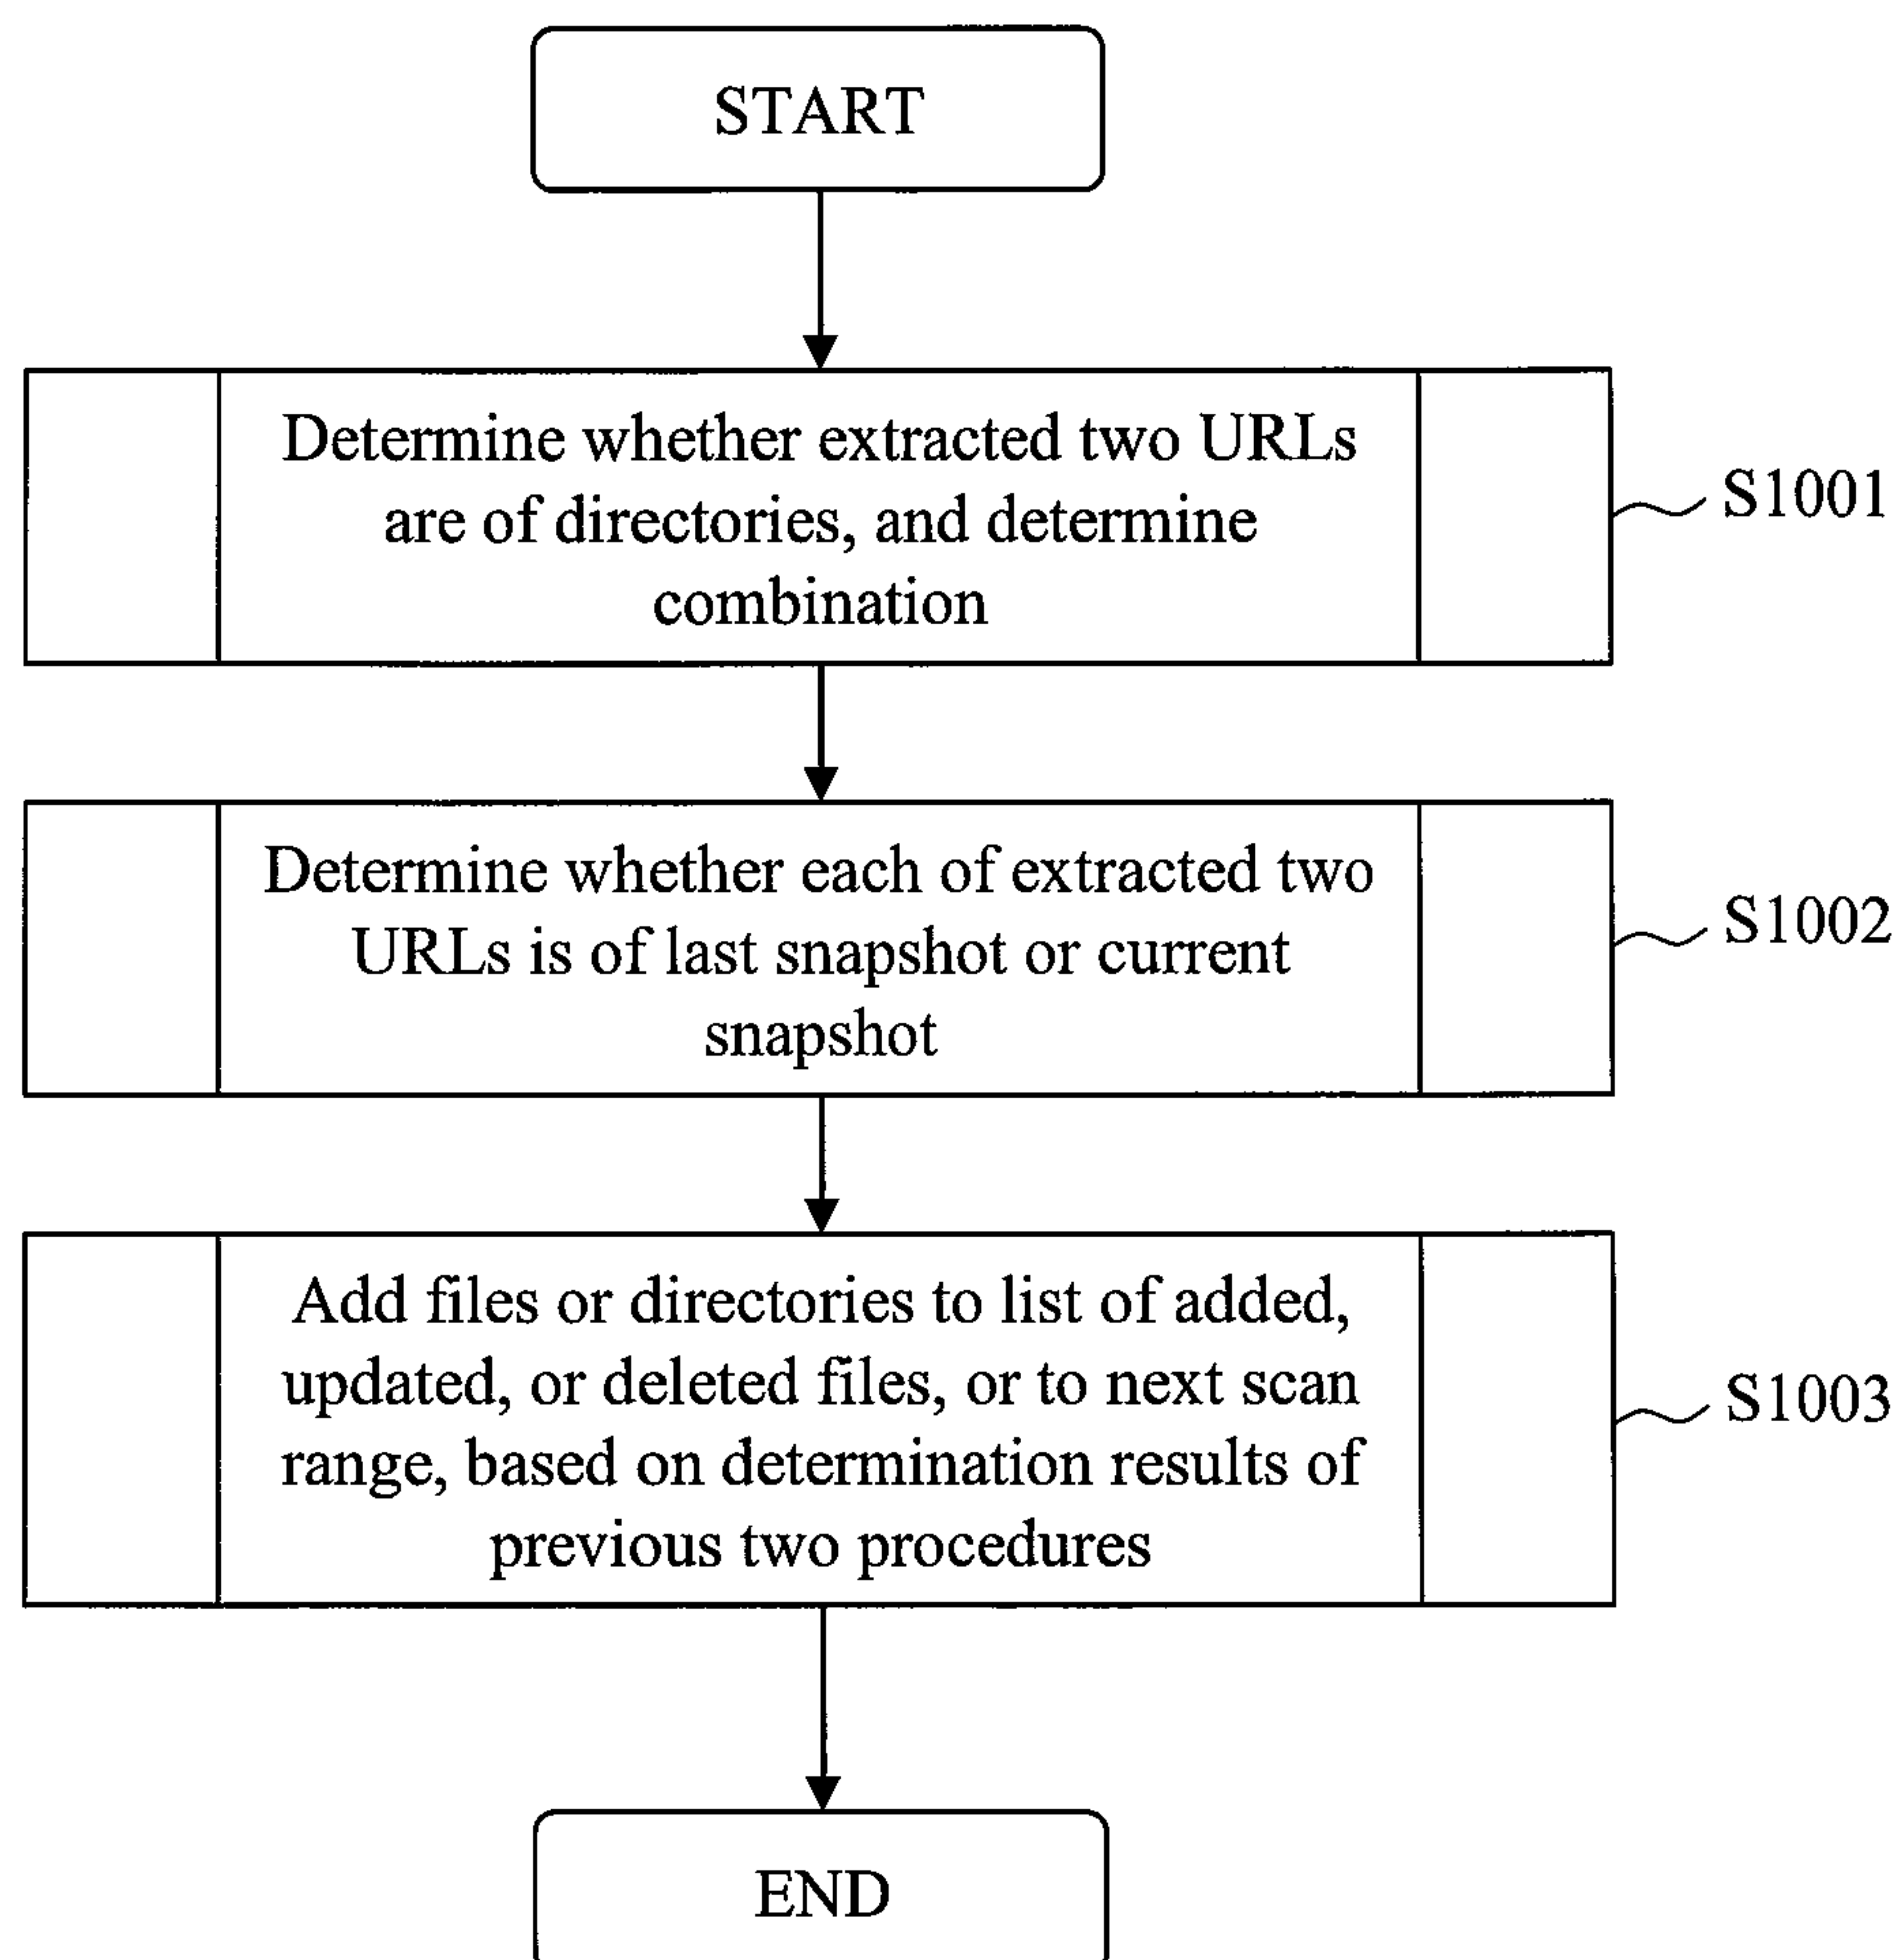 START
Determine whether extracted two URLs
are of directories, and determine
combination
S1001
Determine whether each of extracted two
URLs is of last snapshot or current
snapshot
S1002
Add files or directories to list of added,
updated, or deleted files, or to next scan
range, based on determination results of
previous two procedures
S1003
END